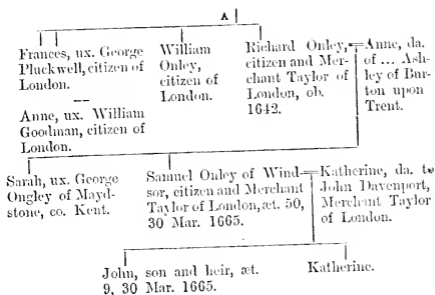 A
Frances, ux. George
Pluckwell, citizen of
London.
Anne, ux. William
Goodman, citizen of
London.
William
Onley,
citizen of
London.
Richard Onley,
citizen and Mer-
chant Taylor of
London, ob.
1642.
Anne, da.
of ... Ash-
ley of Bur-
ton upon
Trent.
Sarah, ux. George
Ongley of Mayd-
stone, co. Kent.
Samuel Onley of Wind-
sor, citizen and Merchant
Taylor of London, æt. 50,
30 Mar. 1665.
Katherine, da. to
John Davenport,
Merchant Taylor
of London.
John, son and heir, æt.
9, 30 Mar. 1665.
Katherine.